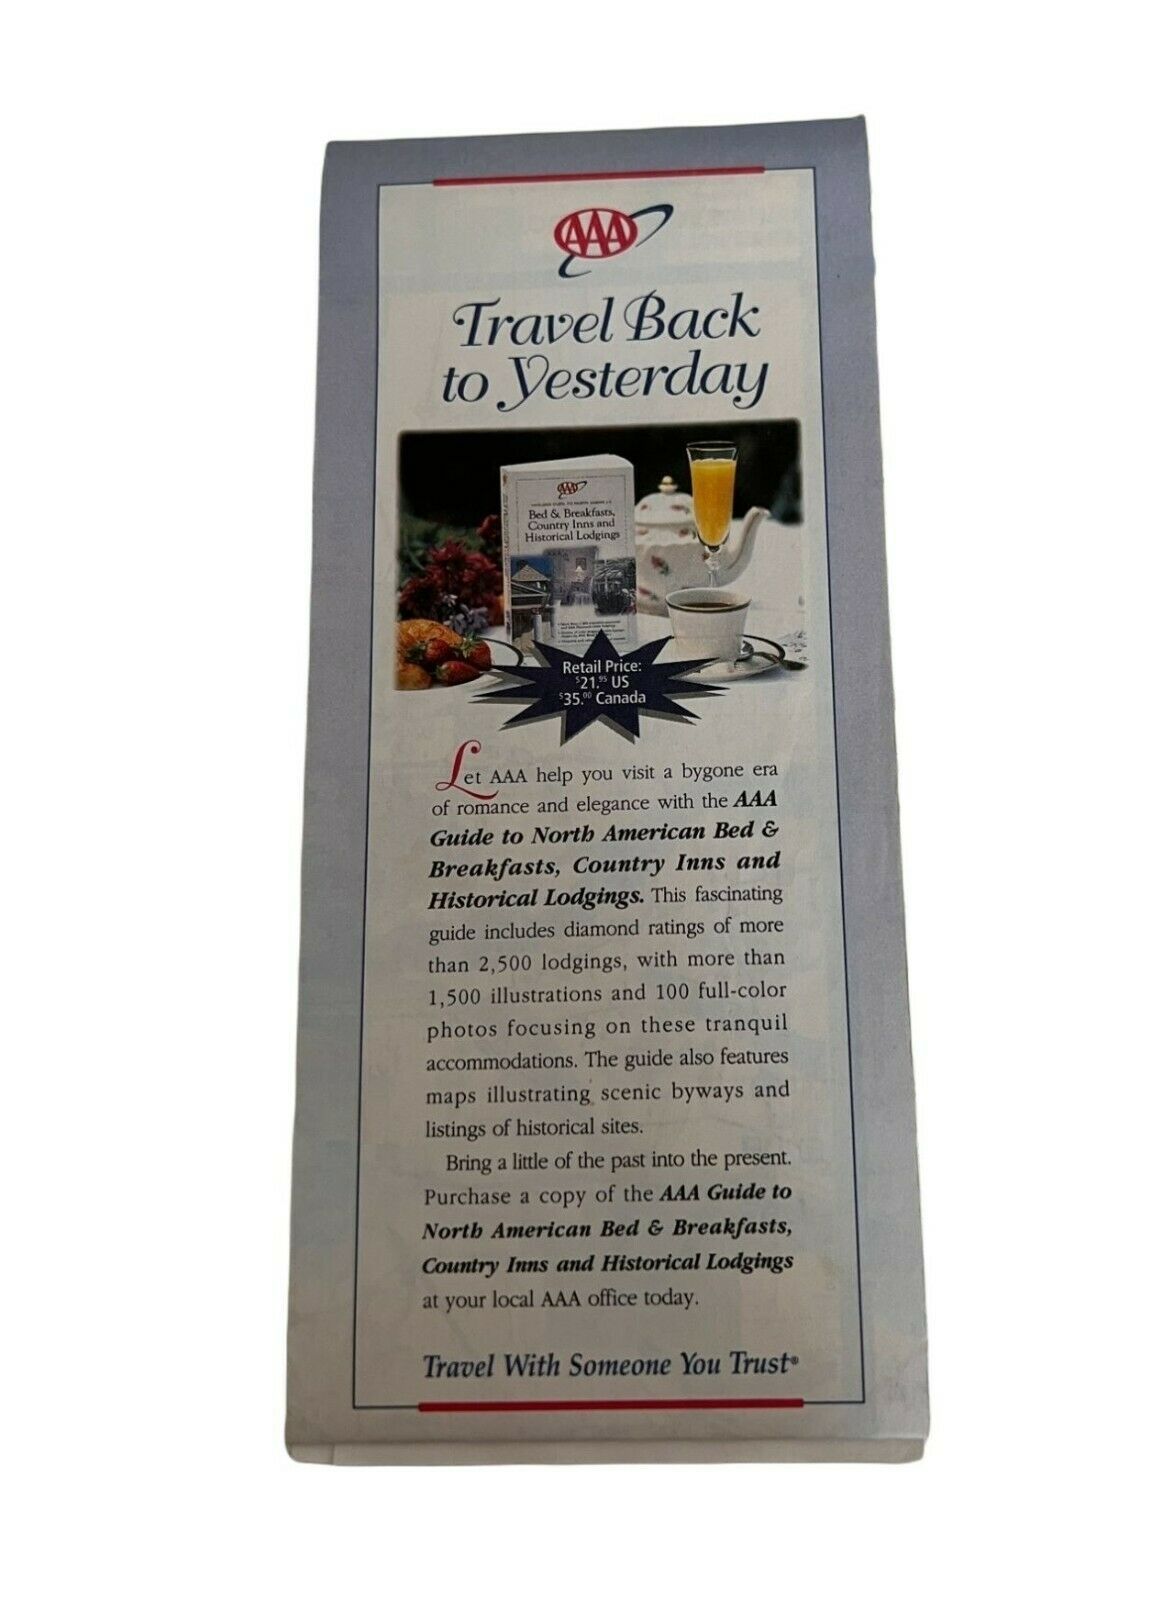 AAA
Travel Back
to Yesterday
AAA
Bed & Breakfasts,
Country Inns and
Historical Lodgings
Retail Price:
$21.95 US
$35.00 Canada
Let AAA help you visit a bygone era
of romance and elegance with the AAA
Guide to North American Bed &
Breakfasts, Country Inns and
Historical Lodgings. This fascinating
guide includes diamond ratings of more
than 2,500 lodgings, with more than
1,500 illustrations and 100 full-color
photos focusing on these tranquil
accommodations. The guide also features
maps illustrating scenic byways and
listings of historical sites.
Bring a little of the past into the present.
Purchase a copy of the AAA Guide to
North American Bed & Breakfasts,
Country Inns and Historical Lodgings
at your local AAA office today.
Travel With Someone You Trust®